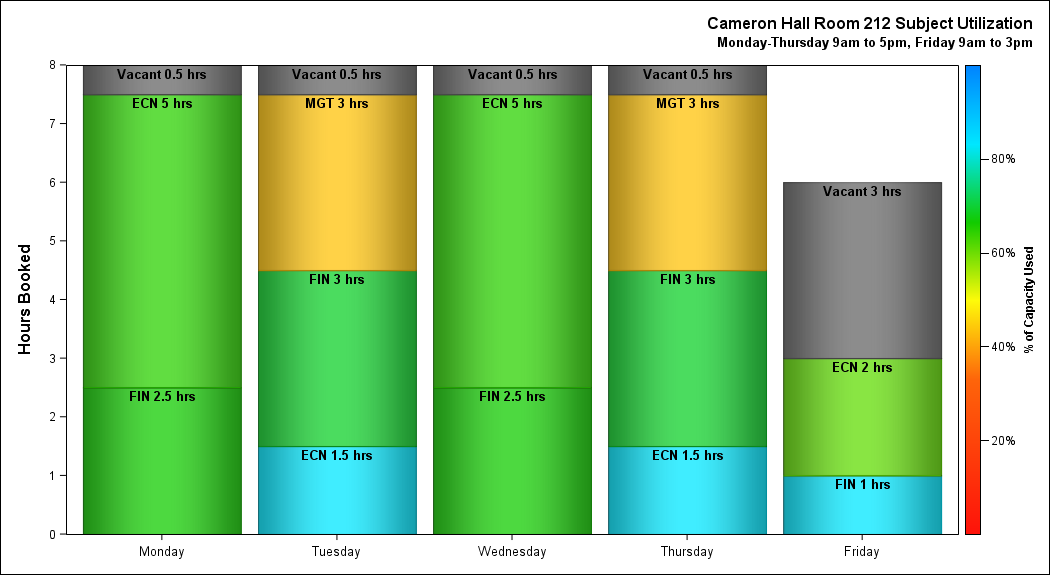 Cameron Hall Room 212 Subject Utilization
Monday-Thursday 9am to 5pm, Friday 9am to 3pm
Hours Booked
8
7
6
5
4
3
2
1
0
Vacant 0.5 hrs
ECN 5 hrs
FIN 2.5 hrs
Vacant 0.5 hrs
MGT 3 hrs
FIN 3 hrs
ECN 1.5 hrs
Vacant 0.5 hrs
ECN 5 hrs
FIN 2.5 hrs
Vacant 0.5 hrs
MGT 3 hrs
FIN 3 hrs
ECN 1.5 hrs
Vacant 3 hrs
ECN 2 hrs
FIN 1 hrs
Monday
Tuesday
Wednesday
Thursday
Friday
80%
60%
40%
20%
% of Capacity Used